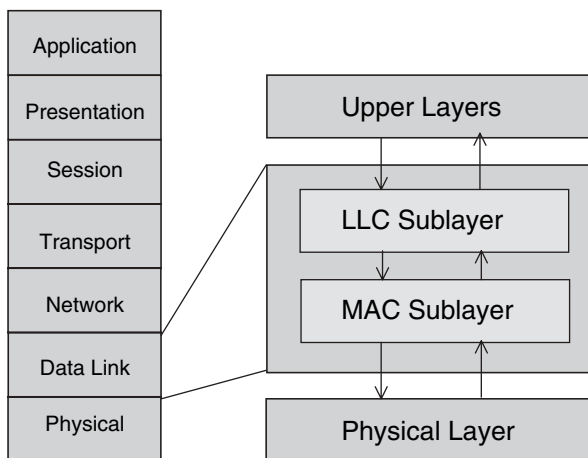 Application
Presentation
Session
Transport
Network
Data Link
Physical
Upper Layers
LLC Sublayer
MAC Sublayer
Physical Layer